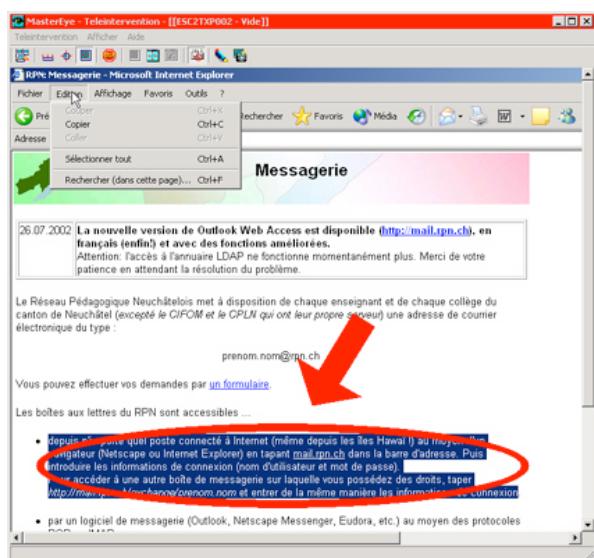 MasterEye - Teleintervention - [[ESC2TXP002 - Vide]]
Teleintervention Afficher Aide
RPN: Messagerie - Microsoft Internet Explorer
Fichier Edition Affichage Favoris Outils ?
Pré Rechercher Favoris Média
Couper Ctrl+X
Copier Ctrl+C
Coller Ctrl+V
Sélectionner tout Ctrl+A
Rechercher (dans cette page)... Ctrl+F
Adresse
Messagerie
26.07.2002 La nouvelle version de Outlook Web Access est disponible (http://mail.rpn.ch), en
français (enfin!) et avec des fonctions améliorées.
Attention: l'accès à l'annuaire LDAP ne fonctionne momentanément plus. Merci de votre
patience en attendant la résolution du problème.
Le Réseau Pédagogique Neuchâtelois met à disposition de chaque enseignant et de chaque collège du
canton de Neuchâtel (excepté le CIFOM et le CPLN qui ont leur propre serveur) une adresse de courrier
électronique du type :
prenom.nom@rpn.ch
Vous pouvez effectuer vos demandes par un formulaire.
Les boîtes aux lettres du RPN sont accessibles ...
depuis n'importe quel poste connecté à Internet (même depuis les îles Hawaï !) au moyen d'un
navigateur (Netscape ou Internet Explorer) en tapant mail.rpn.ch dans la barre d'adresse. Puis
introduire les informations de connexion (nom d'utilisateur et mot de passe).
accéder à une autre boîte de messagerie sur laquelle vous possédez des droits, taper
prenom.nom et entrer de la même manière les informations de connexion
par un logiciel de messagerie (Outlook, Netscape Messenger, Eudora, etc.) au moyen des protocoles